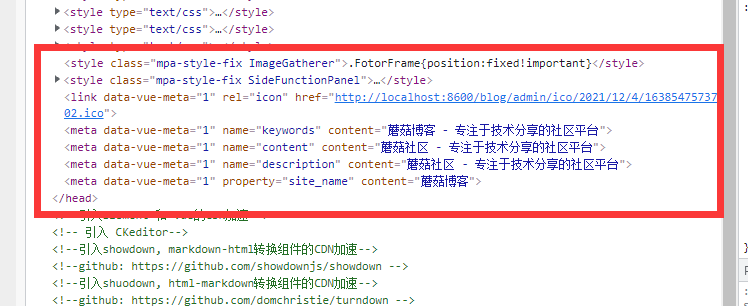 <style type="text/css">…</style>
<style type="text/css">…</style>
<style class="mpa-style-fix ImageGatherer">.FotorFrame{position:fixed!important}</style>
<style class="mpa-style-fix SideFunctionPanel">…</style>
<link data-vue-meta="1" rel="icon" href="http://localhost:8600/blog/admin/ico/2021/12/4/16385475737
02.ico">
<meta data-vue-meta="1" name="keywords" content="蘑菇博客 - 专注于技术分享的社区平台">
<meta data-vue-meta="1" name="content" content="蘑菇社区 - 专注于技术分享的社区平台">
<meta data-vue-meta="1" name="description" content="蘑菇社区 - 专注于技术分享的社区平台">
<meta data-vue-meta="1" property="site_name" content="蘑菇博客">
</head>
<!-- 引入 CKeditor-->
<!--引入showdown, markdown-html转换组件的CDN加速-->
<!--github: https://github.com/showdownjs/showdown -->
<!--引入shuodown, html-markdown转换组件的CDN加速-->
<!--github: https://github.com/domchristie/turndown -->